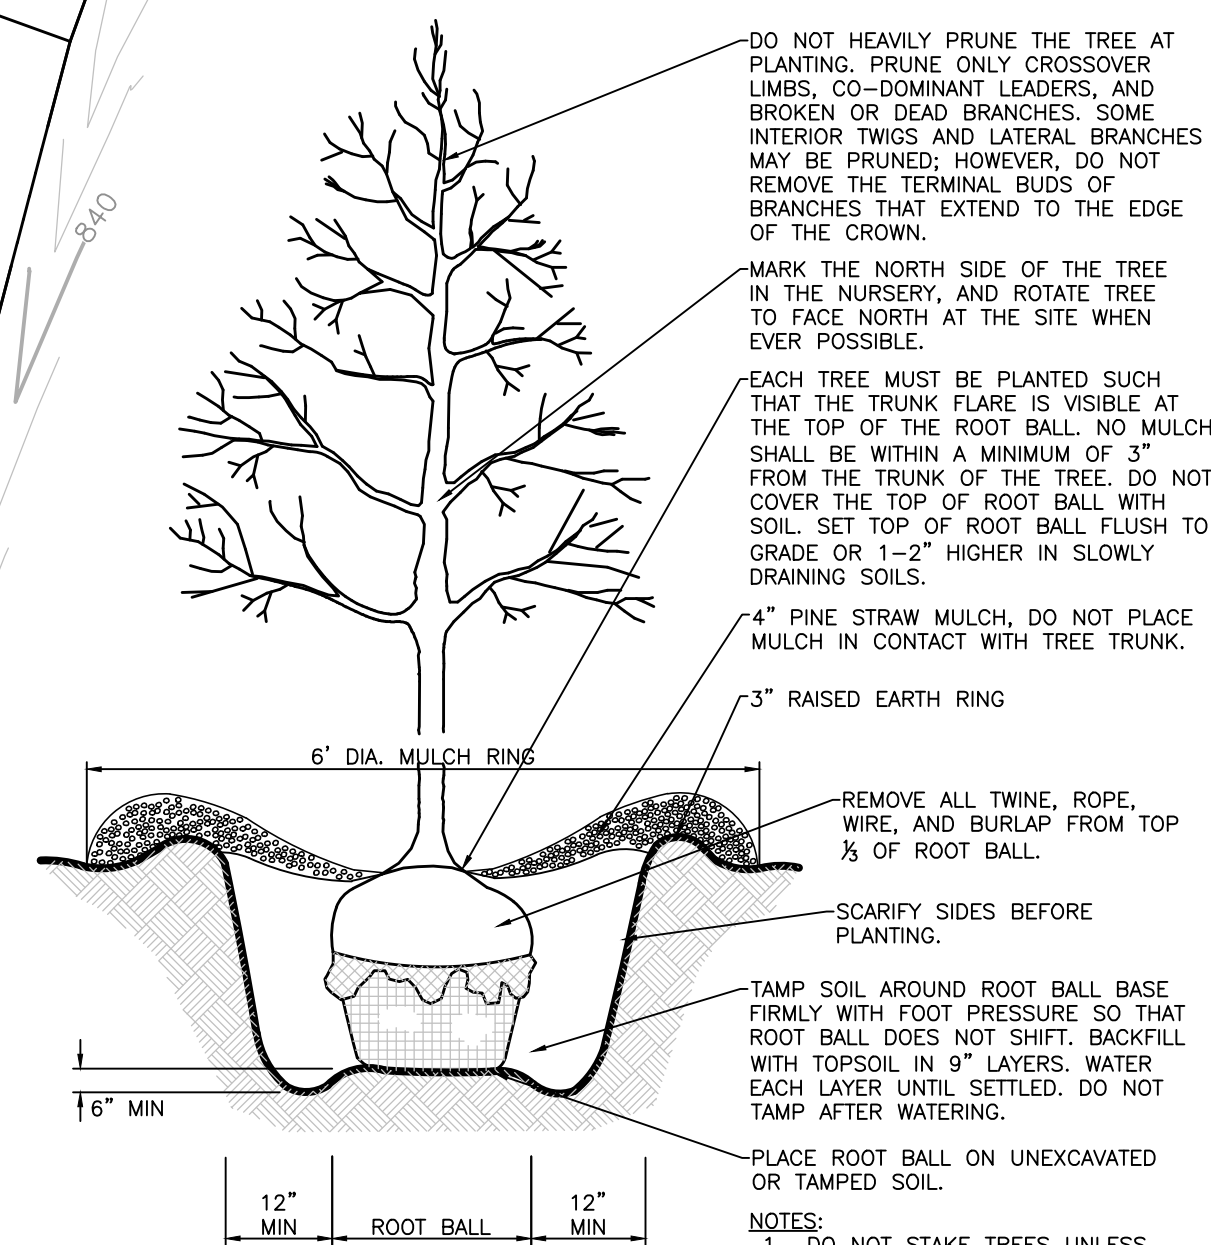 DO NOT HEAVILY PRUNE THE TREE AT
PLANTING. PRUNE ONLY CROSSOVER
LIMBS, CO-DOMINANT LEADERS, AND
BROKEN OR DEAD BRANCHES. SOME
INTERIOR TWIGS AND LATERAL BRANCHES
MAY BE PRUNED; HOWEVER, DO NOT
REMOVE THE TERMINAL BUDS OF
BRANCHES THAT EXTEND TO THE EDGE
OF THE CROWN.
840
MARK THE NORTH SIDE OF THE TREE
IN THE NURSERY, AND ROTATE TREE
TO FACE NORTH AT THE SITE WHEN
EVER POSSIBLE.
EACH TREE MUST BE PLANTED SUCH
THAT THE TRUNK FLARE IS VISIBLE AT
THE TOP OF THE ROOT BALL. NO MULCH
SHALL BE WITHIN A MINIMUM OF 3"
FROM THE TRUNK OF THE TREE. DO NOT
COVER THE TOP OF ROOT BALL WITH
SOIL. SET TOP OF ROOT BALL FLUSH TO
GRADE OR 1-2" HIGHER IN SLOWLY
DRAINING SOILS.
4" PINE STRAW MULCH, DO NOT PLACE
MULCH IN CONTACT WITH TREE TRUNK.
3" RAISED EARTH RING
6' DIA. MULCH RING
REMOVE ALL TWINE, ROPE,
WIRE, AND BURLAP FROM TOP
⅓ OF ROOT BALL.
SCARIFY SIDES BEFORE
PLANTING.
TAMP SOIL AROUND ROOT BALL BASE
FIRMLY WITH FOOT PRESSURE SO THAT
ROOT BALL DOES NOT SHIFT. BACKFILL
WITH TOPSOIL IN 9" LAYERS. WATER
EACH LAYER UNTIL SETTLED. DO NOT
TAMP AFTER WATERING.
6" MIN
PLACE ROOT BALL ON UNEXCAVATED
OR TAMPED SOIL.
12"
MIN
ROOT BALL
12"
MIN
NOTES:
1. DO NOT STAKE TREES UNLESS